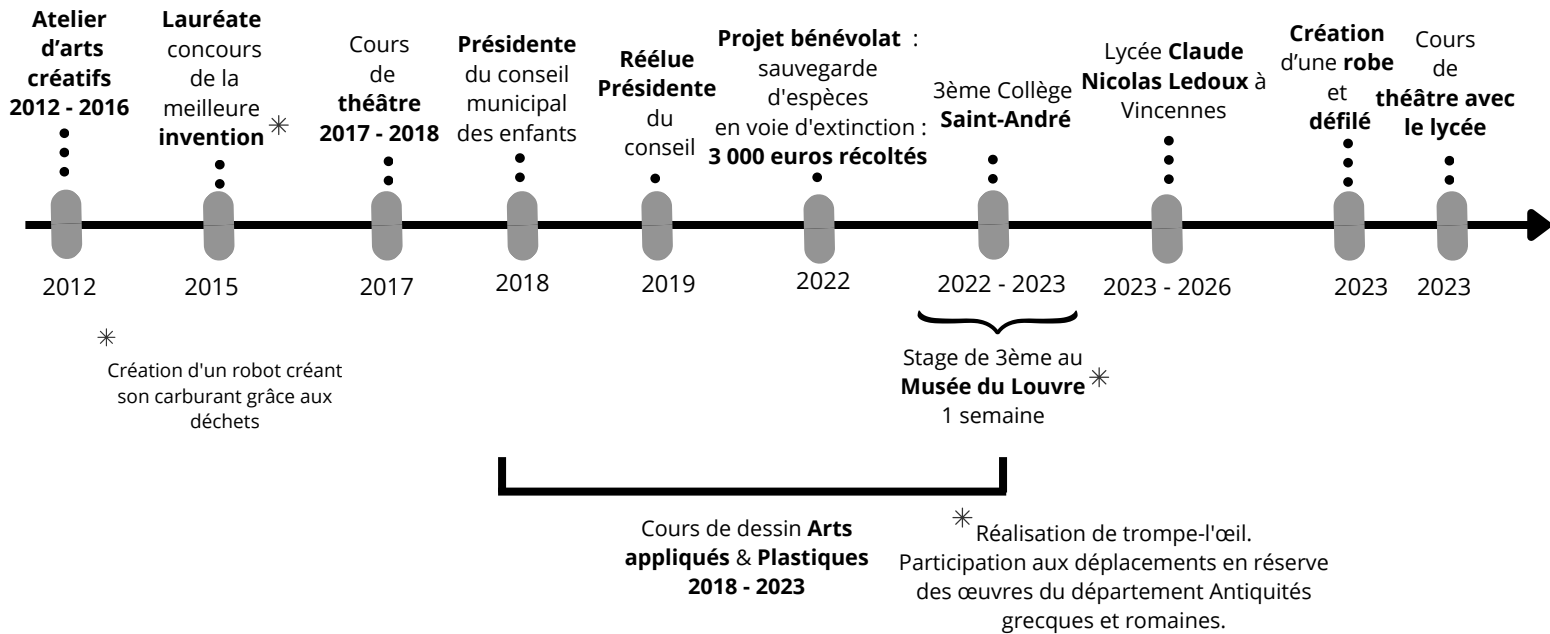 Atelier
d’arts
créatifs
2012 - 2016
Lauréate
concours
de la
meilleure
invention *
Cours
de
théâtre
2017 - 2018
Présidente
du conseil
municipal
des enfants
Réélue
Présidente
du
conseil
Projet bénévolat :
sauvegarde
d'espèces
en voie d'extinction :
3 000 euros récoltés
3ème Collège
Saint-André
Lycée Claude
Nicolas Ledoux à
Vincennes
Création
d’une robe
et
défilé
Cours
de
théâtre avec
le lycée
2012
2015
2017
2018
2019
2022
2022 - 2023
2023 - 2026
2023
2023
*
Création d'un robot créant
son carburant grâce aux
déchets
Stage de 3ème au
Musée du Louvre *
1 semaine
Cours de dessin Arts
appliqués & Plastiques
2018 - 2023
* Réalisation de trompe-l'œil.
Participation aux déplacements en réserve
des œuvres du département Antiquités
grecques et romaines.